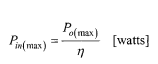 P_in(max) = P_o(max) / η [watts]